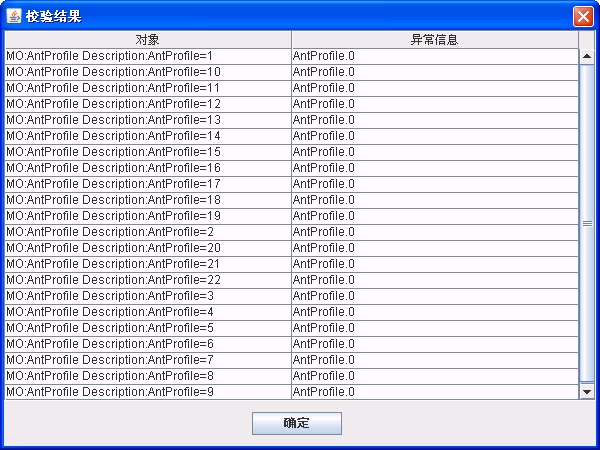 校验结果
对象 异常信息
MO:AntProfile Description:AntProfile=1 AntProfile.0
MO:AntProfile Description:AntProfile=10 AntProfile.0
MO:AntProfile Description:AntProfile=11 AntProfile.0
MO:AntProfile Description:AntProfile=12 AntProfile.0
MO:AntProfile Description:AntProfile=13 AntProfile.0
MO:AntProfile Description:AntProfile=14 AntProfile.0
MO:AntProfile Description:AntProfile=15 AntProfile.0
MO:AntProfile Description:AntProfile=16 AntProfile.0
MO:AntProfile Description:AntProfile=17 AntProfile.0
MO:AntProfile Description:AntProfile=18 AntProfile.0
MO:AntProfile Description:AntProfile=19 AntProfile.0
MO:AntProfile Description:AntProfile=2 AntProfile.0
MO:AntProfile Description:AntProfile=20 AntProfile.0
MO:AntProfile Description:AntProfile=21 AntProfile.0
MO:AntProfile Description:AntProfile=22 AntProfile.0
MO:AntProfile Description:AntProfile=3 AntProfile.0
MO:AntProfile Description:AntProfile=4 AntProfile.0
MO:AntProfile Description:AntProfile=5 AntProfile.0
MO:AntProfile Description:AntProfile=6 AntProfile.0
MO:AntProfile Description:AntProfile=7 AntProfile.0
MO:AntProfile Description:AntProfile=8 AntProfile.0
MO:AntProfile Description:AntProfile=9 AntProfile.0
确定